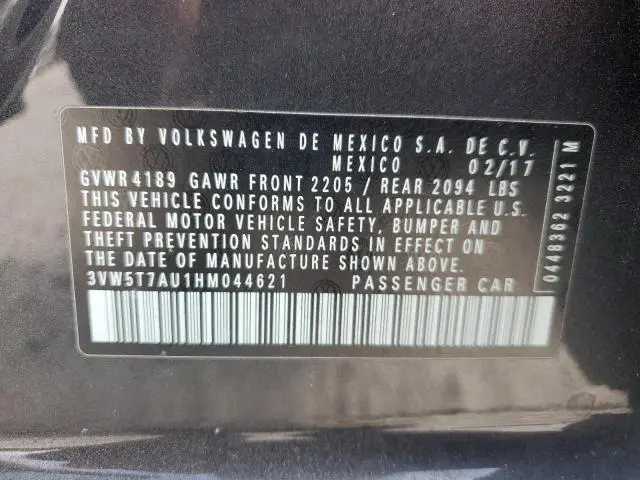 MFD BY VOLKSWAGEN DE MEXICO S.A. DE C.V.
MEXICO 02/17
GVWR4189 GAWR FRONT 2205 / REAR 2094 LBS
THIS VEHICLE CONFORMS TO ALL APPLICABLE U.S.
FEDERAL MOTOR VEHICLE SAFETY, BUMPER AND
THEFT PREVENTION STANDARDS IN EFFECT ON
THE DATE OF MANUFACTURE SHOWN ABOVE.
3VW5T7AU1HM044621 PASSENGER CAR
0448362 3221 M